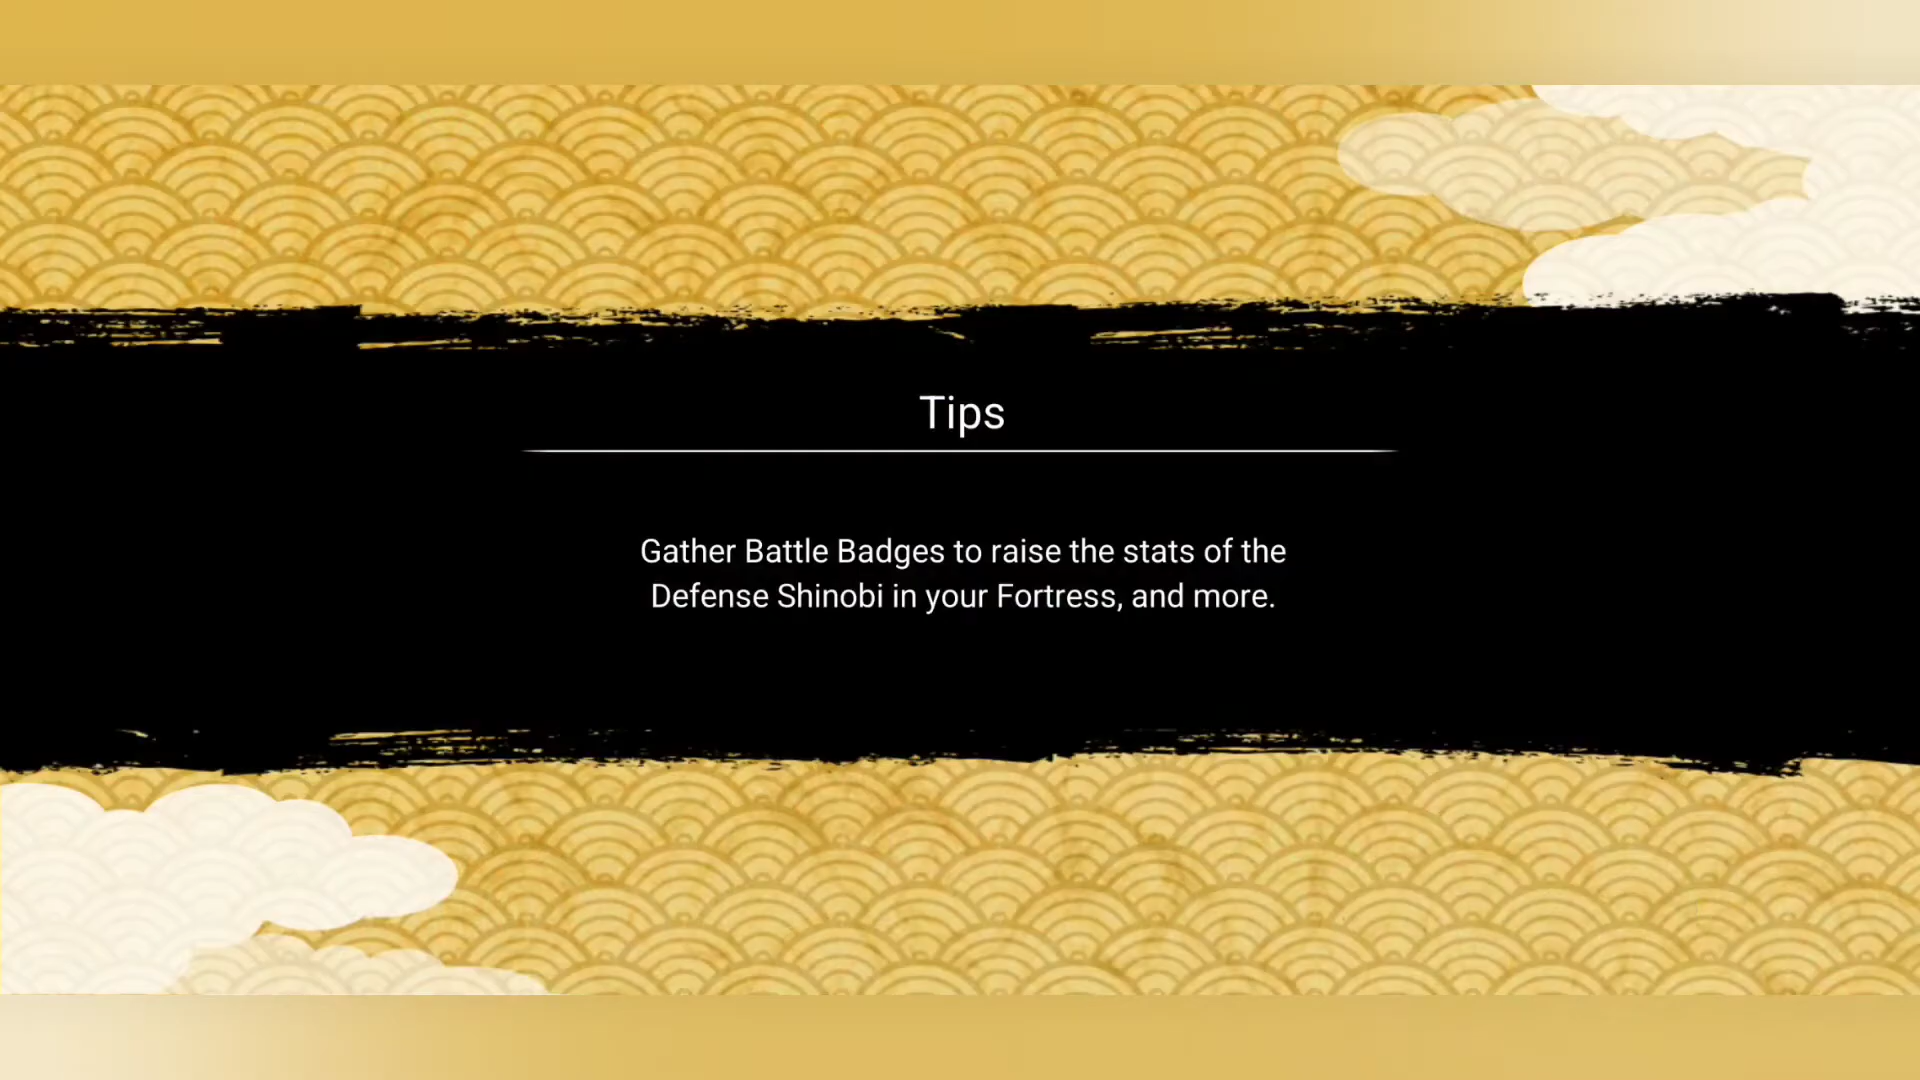 Tips
Gather Battle Badges to raise the stats of the
Defense Shinobi in your Fortress, and more.